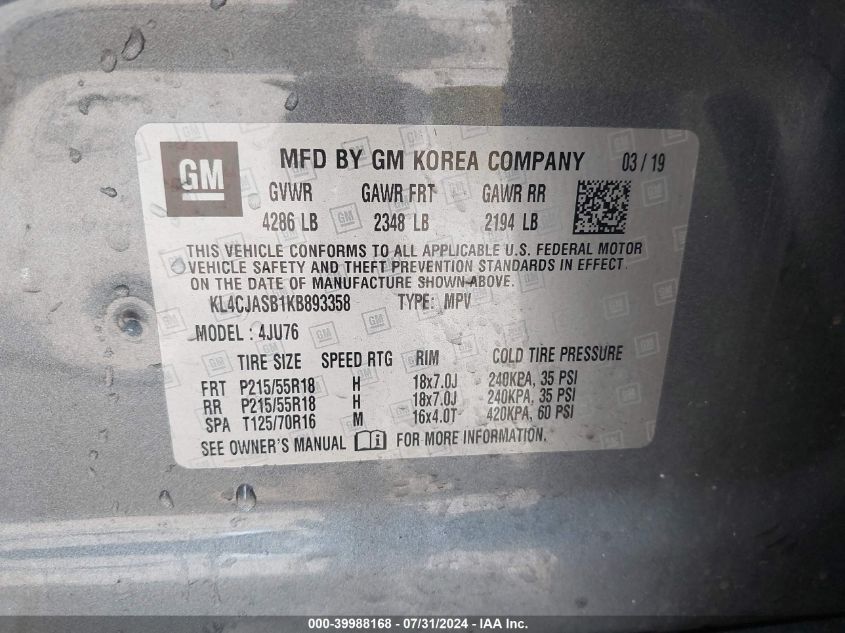 GM MFD BY GM KOREA COMPANY 03/19
GVWR GAWR FRT GAWR RR
4286 LB 2348 LB 2194 LB
THIS VEHICLE CONFORMS TO ALL APPLICABLE U.S. FEDERAL MOTOR
VEHICLE SAFETY AND THEFT PREVENTION STANDARDS IN EFFECT
ON THE DATE OF MANUFACTURE SHOWN ABOVE.
KL4CJASB1KB893358 TYPE: MPV
MODEL: 4JU76
TIRE SIZE SPEED RTG RIM COLD TIRE PRESSURE
FRT P215/55R18 H 18x7.0J 240KPA, 35 PSI
RR P215/55R18 H 18x7.0J 240KPA, 35 PSI
SPA T125/70R16 M 16x4.0T 420KPA, 60 PSI
SEE OWNER'S MANUAL FOR MORE INFORMATION.
000-39988168 - 07/31/2024 - IAA Inc.